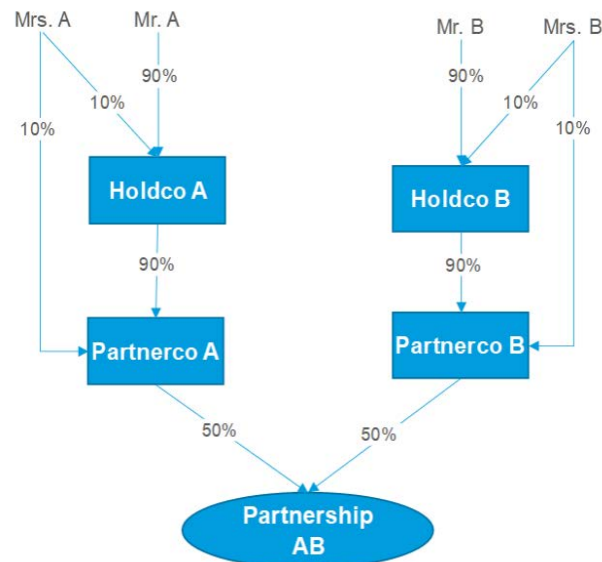 Mrs. A
Mr. A
Mr. B
Mrs. B
90%
90%
10%
10%
10%
10%
Holdco A
Holdco B
90%
90%
Partnerco A
Partnerco B
50%
50%
Partnership
AB